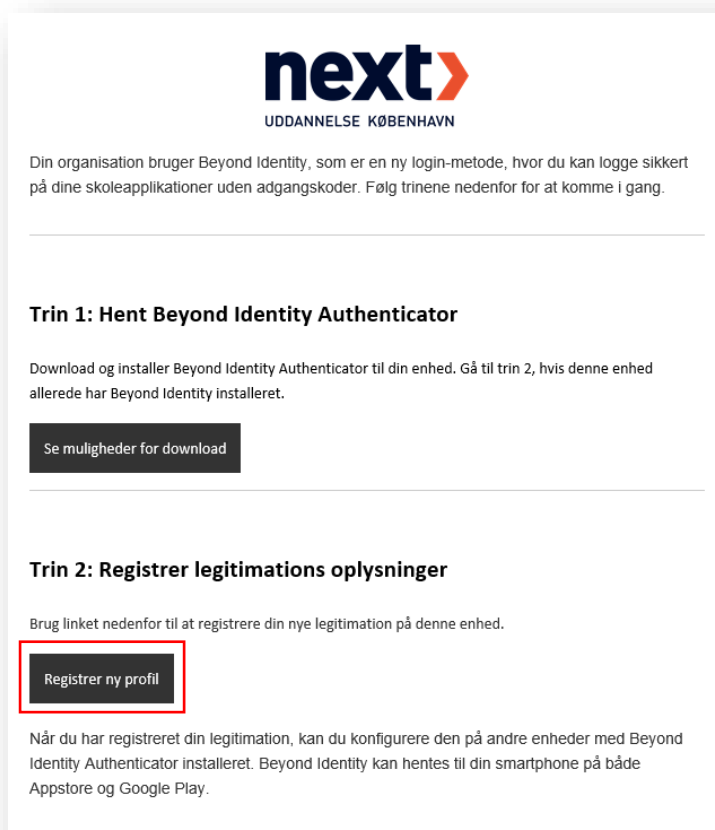 next
UDDANNELSE KØBENHAVN
Din organisation bruger Beyond Identity, som er en ny login-metode, hvor du kan logge sikkert
på dine skoleapplikationer uden adgangskoder. Følg trinene nedenfor for at komme i gang.
Trin 1: Hent Beyond Identity Authenticator
Download og installer Beyond Identity Authenticator til din enhed. Gå til trin 2, hvis denne enhed
allerede har Beyond Identity installeret.
Se muligheder for download
Trin 2: Registrer legitimations oplysninger
Brug linket nedenfor til at registrere din nye legitimation på denne enhed.
Registrer ny profil
Når du har registreret din legitimation, kan du konfigurere den på andre enheder med Beyond
Identity Authenticator installeret. Beyond Identity kan hentes til din smartphone på både
Appstore og Google Play.